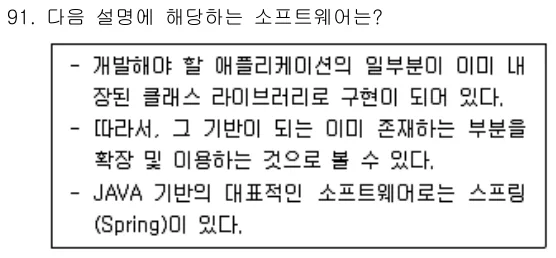 91. 다음 설명에 해당하는 소프트웨어는?
- 개발해야 할 애플리케이션의 일부분이 이미 내
장된 클래스 라이브러리로 구현이 되어 있다.
- 따라서, 그 기반이 되는 이미 존재하는 부분을
확장 및 이용하는 것으로 볼 수 있다.
- JAVA 기반의 대표적인 소프트웨어로는 스프링
(Spring)이 있다.